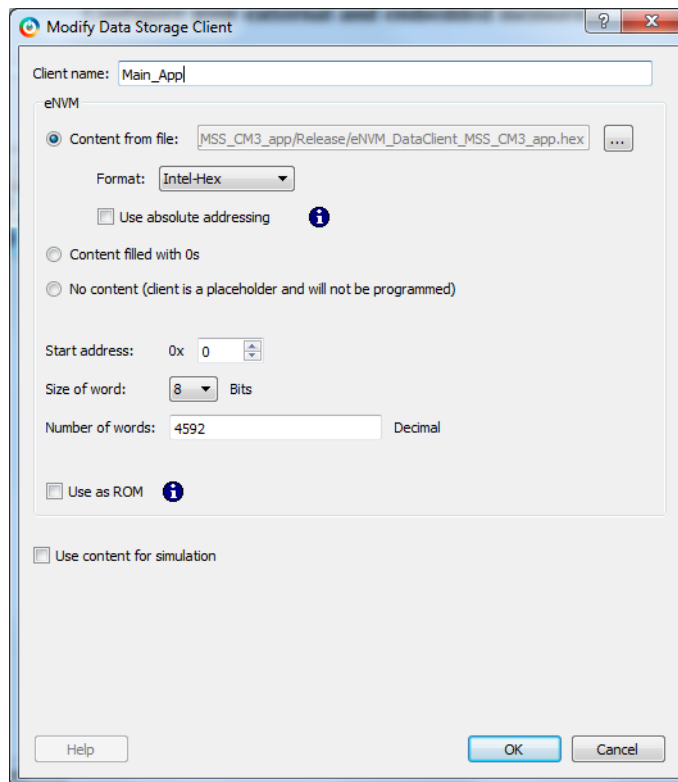 Modify Data Storage Client
Client name: Main_App
eNVM
Content from file: _MSS_CM3_app/Release/eNVM_DataClient_MSS_CM3_app.hex ...
Format: Intel-Hex
Use absolute addressing
Content filled with 0s
No content (client is a placeholder and will not be programmed)
Start address: 0x 0
Size of word: 8 Bits
Number of words: 4592 Decimal
Use as ROM
Use content for simulation
Help OK Cancel